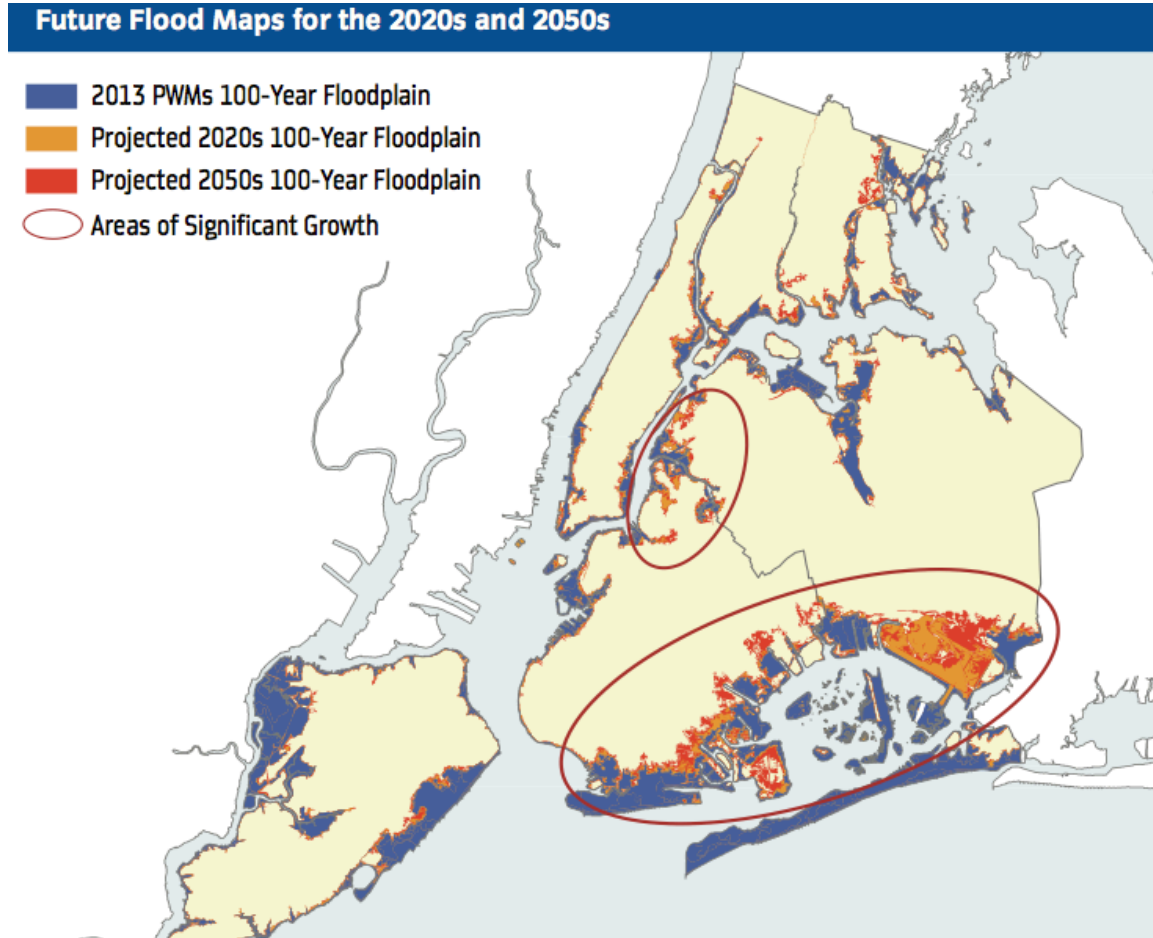 Future Flood Maps for the 2020s and 2050s
2013 PWMs 100-Year Floodplain
Projected 2020s 100-Year Floodplain
Projected 2050s 100-Year Floodplain
Areas of Significant Growth